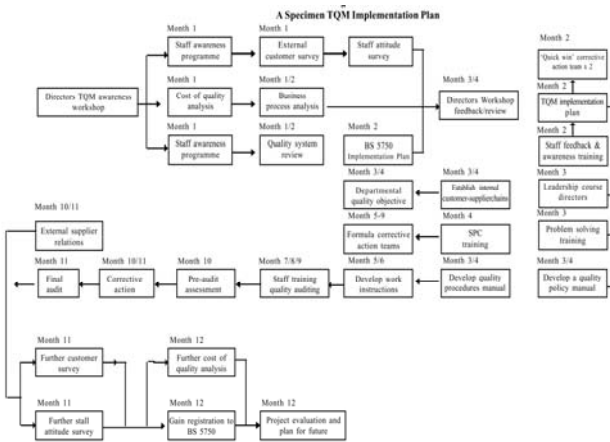 A Specimen TQM Implementation Plan
Month 1
Staff awareness
programme
Month 1
External
customer survey
Staff attitude
survey
Month 2
'Quick win' corrective
action team s 2
Directors TQM awareness
workshop
Month 1
Cost of quality
analysis
Month 1/2
Business
process analysis
Month 3/4
Directors Workshop
feedback/review
Month 2
TQM implementation
plan
Month 1
Staff awareness
programme
Month 1/2
Quality system
review
Month 2
BS 5750
Implementation Plan
Month 2
Staff feedback &
awareness training
Month 3/4
Departmental
quality objective
Month 3/4
Establish internal
customer-supplierchains
Month 3
Leadership course
directors
Month 10/11
External supplier
relations
Month 5-9
Formula corrective
action teams
Month 4
SPC
training
Month 3
Problem solving
training
Month 11
Final
audit
Month 10/11
Corrective
action
Month 10
Pre-audit
assessment
Month 7/8/9
Staff training
quality auditing
Month 5/6
Develop work
instructions
Month 3/4
Develop quality
procedures manual
Month 3/4
Develop a quality
policy manual
Month 11
Further customer
survey
Month 12
Further cost of
quality analysis
Month 11
Further stall
attitude survey
Month 12
Gain registration to
BS 5750
Month 12
Project evaluation and
plan for future